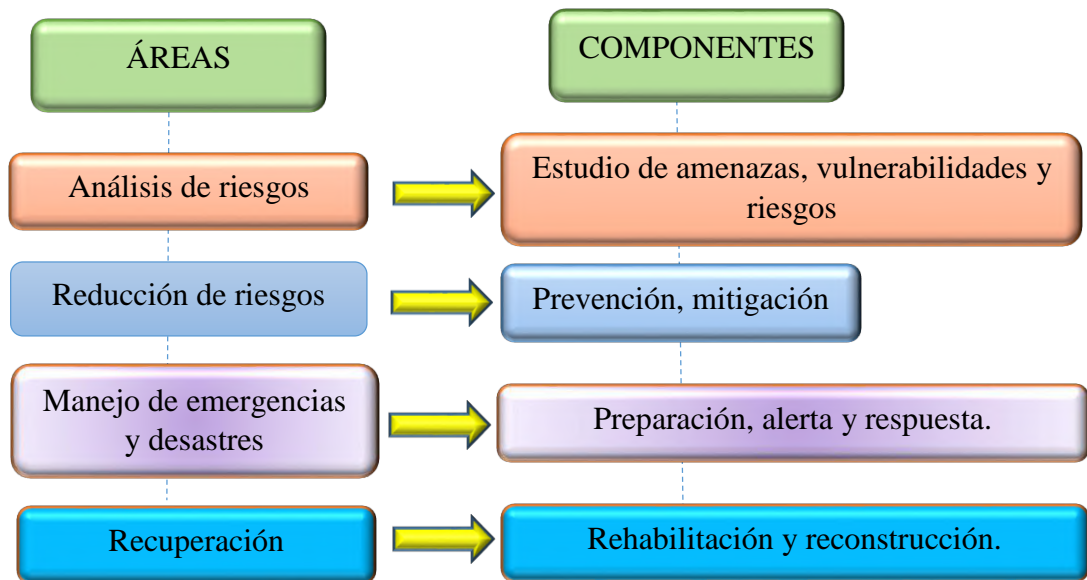 ÁREAS
COMPONENTES
Análisis de riesgos
Estudio de amenazas, vulnerabilidades y
riesgos
Reducción de riesgos
Prevención, mitigación
Manejo de emergencias
y desastres
Preparación, alerta y respuesta.
Recuperación
Rehabilitación y reconstrucción.